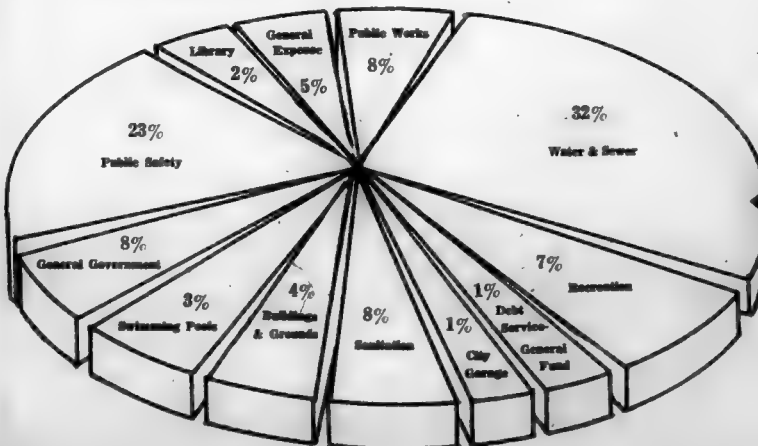 Public Works
8%
General
Expense
5%
Library
2%
32%
Water & Sewer
23%
Public Safety
8%
General Government
7%
Recreation
3%
Swimming Pools
4%
Buildings
& Grounds
8%
Sanitation
1%
City
Garage
1%
Debt
Service-
General
Fund